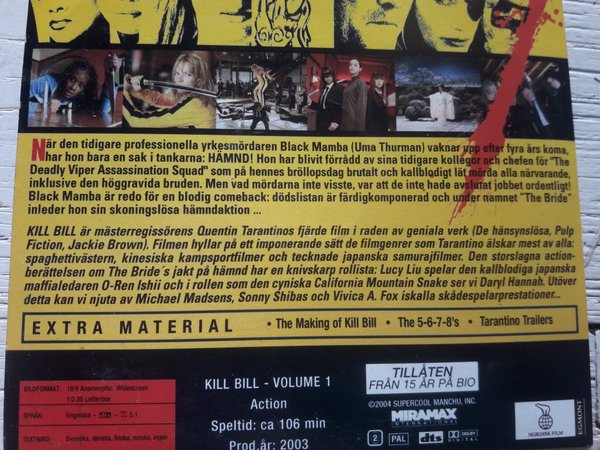 När den tidigare professionella yrkesmördaren Black Mamba (Uma Thurman) vaknar upp efter fyra års koma,
har hon bara en sak i tankarna: HÄMND! Hon har blivit förrådd av sina tidigare kollegor och chefen för "The
Deadly Viper Assassination Squad" som på hennes bröllopsdag brutalt och kallblodigt lät mörda alla närvarande,
inklusive den höggravida bruden. Men vad mördarna inte visste, var att de inte hade avslutat jobbet ordentligt!
Black Mamba är redo för en blodig comeback: dödslistan är färdigkomponerad och under namnet "The Bride"
inleder hon sin skoningslösa hämndaktion ...
KILL BILL är mästerregissörens Quentin Tarantinos fjärde film i raden av geniala verk (De hänsynslösa, Pulp
Fiction, Jackie Brown). Filmen hyllar på ett imponerande sätt de filmgenrer som Tarantino älskar mest av alla:
spaghettivästern, kinesiska kampsportfilmer och tecknade japanska samurajfilmer. Den storslagna action-
berättelsen om The Bride´s jakt på hämnd har en knivskarp rollista: Lucy Liu spelar den kallblodiga japanska
maffialedaren O-Ren Ishii och i rollen som den cyniska California Mountain Snake ser vi Daryl Hannah. Utöver
detta kan vi njuta av Michael Madsens, Sonny Shibas och Vivica A. Fox iskalla skådespelarprestationer...
EXTRA MATERIAL • The Making of Kill Bill • The 5-6-7-8's • Tarantino Trailers
BILDFORMAT: 16:9 Anamorphic Widescreen
1:2.35 Letterbox
SPRÅK: Engelska - dts - 5.1
TEXTNING: Svenska, danska, finska, norska, ingen
KILL BILL - VOLUME 1
Action
Speltid: ca 106 min
Prod.år: 2003
TILLÅTEN
FRÅN 15 ÅR PÅ BIO
©2004 SUPERCOOL MANCHU, INC.
MIRAMAX
INTERNATIONAL
2 PAL dts DOLBY DIGITAL
NORDISK FILM
EGMONT